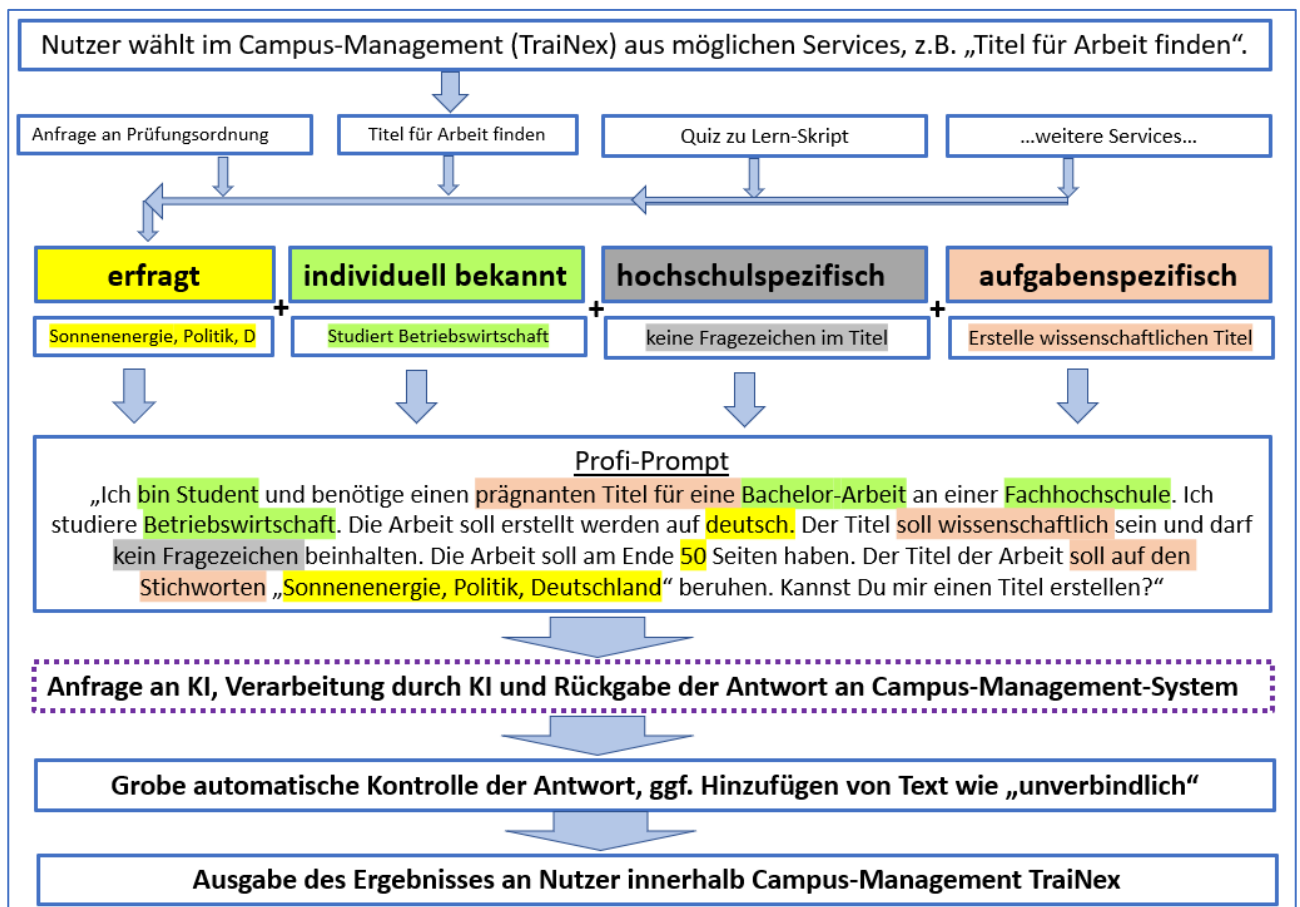 Nutzer wählt im Campus-Management (TraiNex) aus möglichen Services, z.B. „Titel für Arbeit finden“.
Anfrage an Prüfungsordnung
Titel für Arbeit finden
Quiz zu Lern-Skript
...weitere Services...
erfragt
+
individuell bekannt
+
hochschulspezifisch
+
aufgabenspezifisch
Sonnenenergie, Politik, D
Studiert Betriebswirtschaft
keine Fragezeichen im Titel
Erstelle wissenschaftlichen Titel
Profi-Prompt
„Ich bin Student und benötige einen prägnanten Titel für eine Bachelor-Arbeit an einer Fachhochschule. Ich
studiere Betriebswirtschaft. Die Arbeit soll erstellt werden auf deutsch. Der Titel soll wissenschaftlich sein und darf
kein Fragezeichen beinhalten. Die Arbeit soll am Ende 50 Seiten haben. Der Titel der Arbeit soll auf den
Stichworten „Sonnenenergie, Politik, Deutschland“ beruhen. Kannst Du mir einen Titel erstellen?“
Anfrage an KI, Verarbeitung durch KI und Rückgabe der Antwort an Campus-Management-System
Grobe automatische Kontrolle der Antwort, ggf. Hinzufügen von Text wie „unverbindlich“
Ausgabe des Ergebnisses an Nutzer innerhalb Campus-Management TraiNex